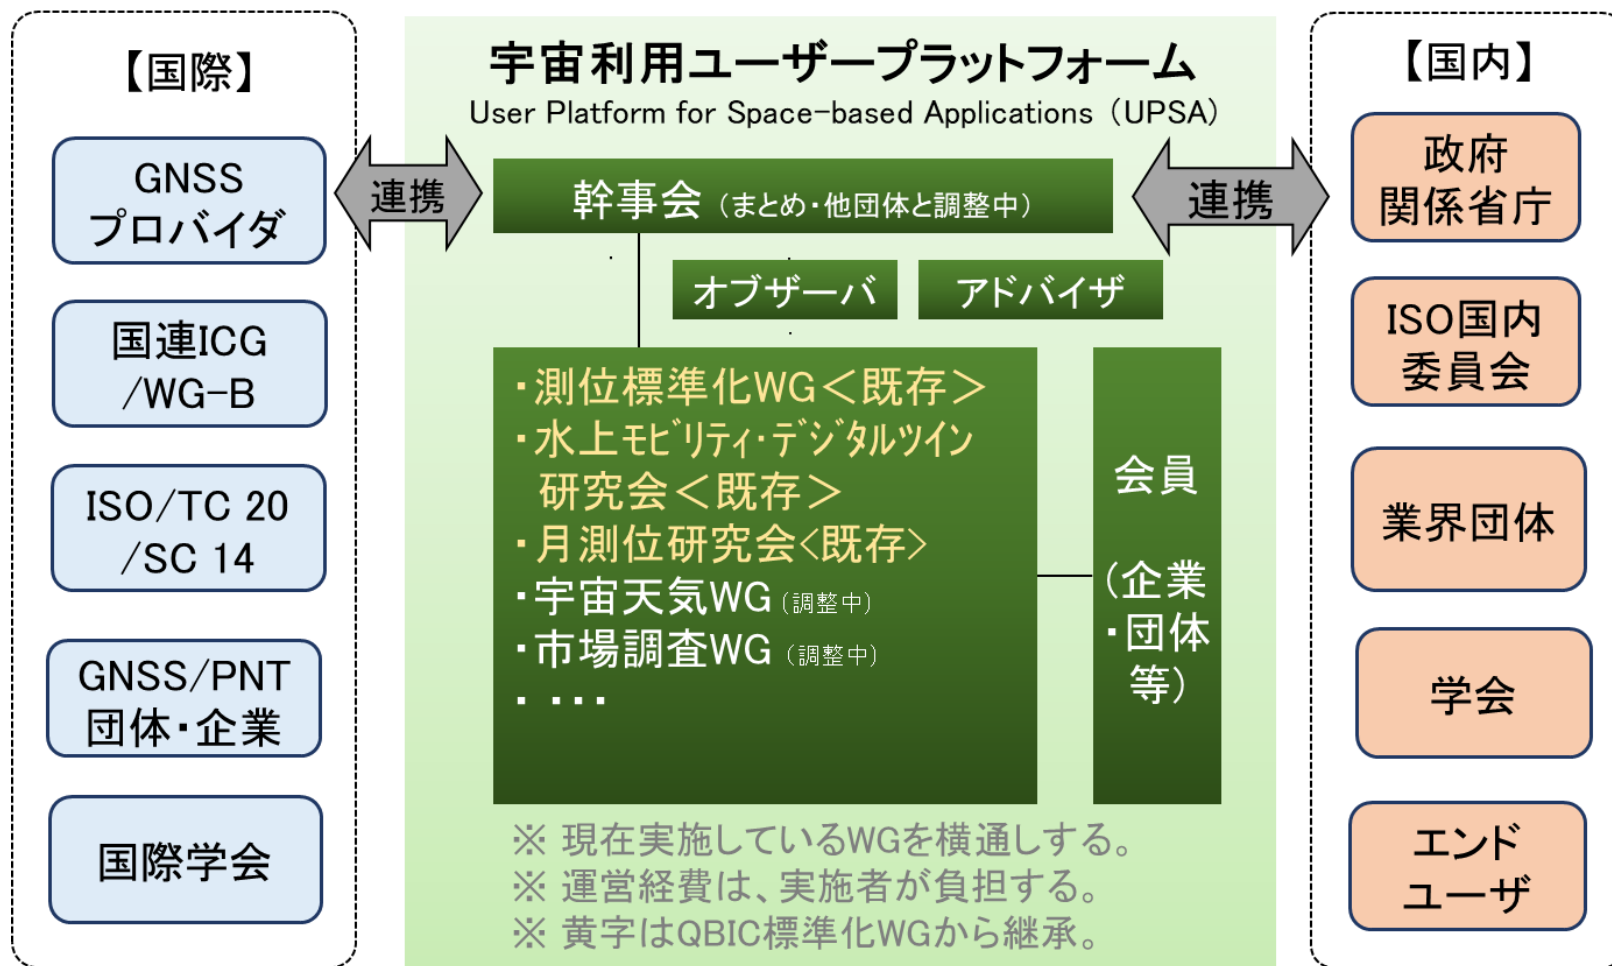 【国際】
GNSS
プロバイダ
国連ICG
/WG-B
ISO/TC 20
/SC 14
GNSS/PNT
団体・企業
国際学会
連携
宇宙利用ユーザープラットフォーム
User Platform for Space-based Applications (UPSA)
幹事会 (まとめ・他団体と調整中)
オブザーバ
アドバイザ
・測位標準化WG<既存>
・水上ﾓﾋﾞﾘﾃｨ・ﾃﾞｼﾞﾀﾙﾂｲﾝ
研究会<既存>
・月測位研究会<既存>
・宇宙天気WG (調整中)
・市場調査WG (調整中)
・ ・・・
会員
(企業
・団体
等)
※ 現在実施しているWGを横通しする。
※ 運営経費は、実施者が負担する。
※ 黄字はQBIC標準化WGから継承。
連携
【国内】
政府
関係省庁
ISO国内
委員会
業界団体
学会
エンド
ユーザ